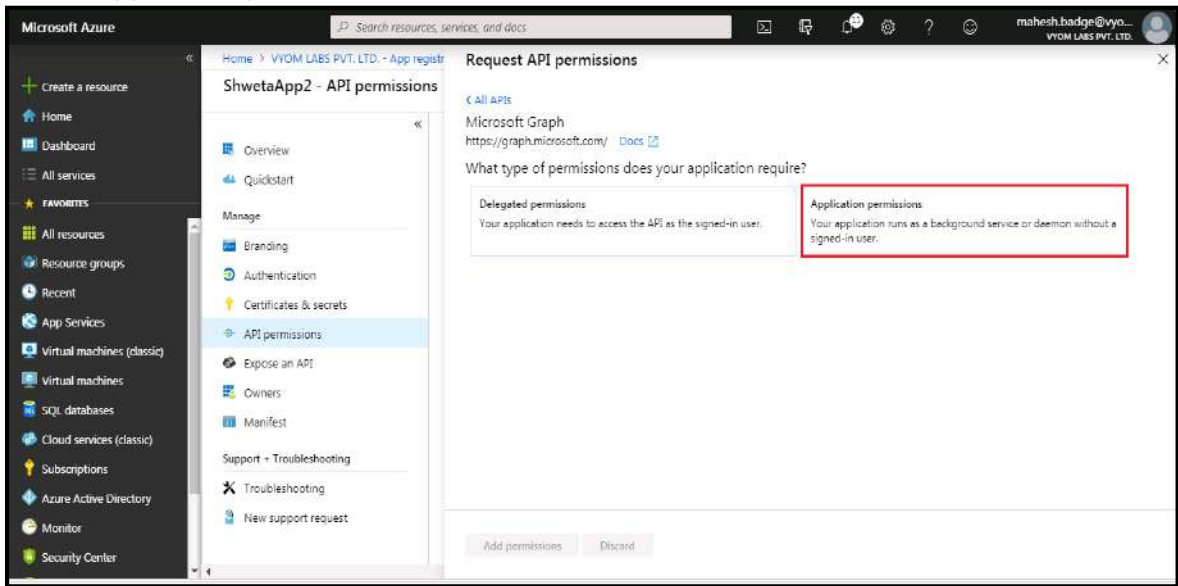 Microsoft Azure
Search resources, services, and docs
mahesh.badge@vyo...
VYOM LABS PVT. LTD.
Create a resource
Home
Dashboard
All services
FAVORITES
All resources
Resource groups
Recent
App Services
Virtual machines (classic)
Virtual machines
SQL databases
Cloud services (classic)
Subscriptions
Azure Active Directory
Monitor
Security Center
Home > VYOM LABS PVT. LTD. - App registr
ShwetaApp2 - API permissions
Overview
Quickstart
Manage
Branding
Authentication
Certificates & secrets
API permissions
Expose an API
Owners
Manifest
Support + Troubleshooting
Troubleshooting
New support request
Request API permissions
< All APIs
Microsoft Graph
https://graph.microsoft.com/ Docs
What type of permissions does your application require?
Delegated permissions
Your application needs to access the API as the signed-in user.
Application permissions
Your application runs as a background service or daemon without a
signed-in user.
Add permissions Discard